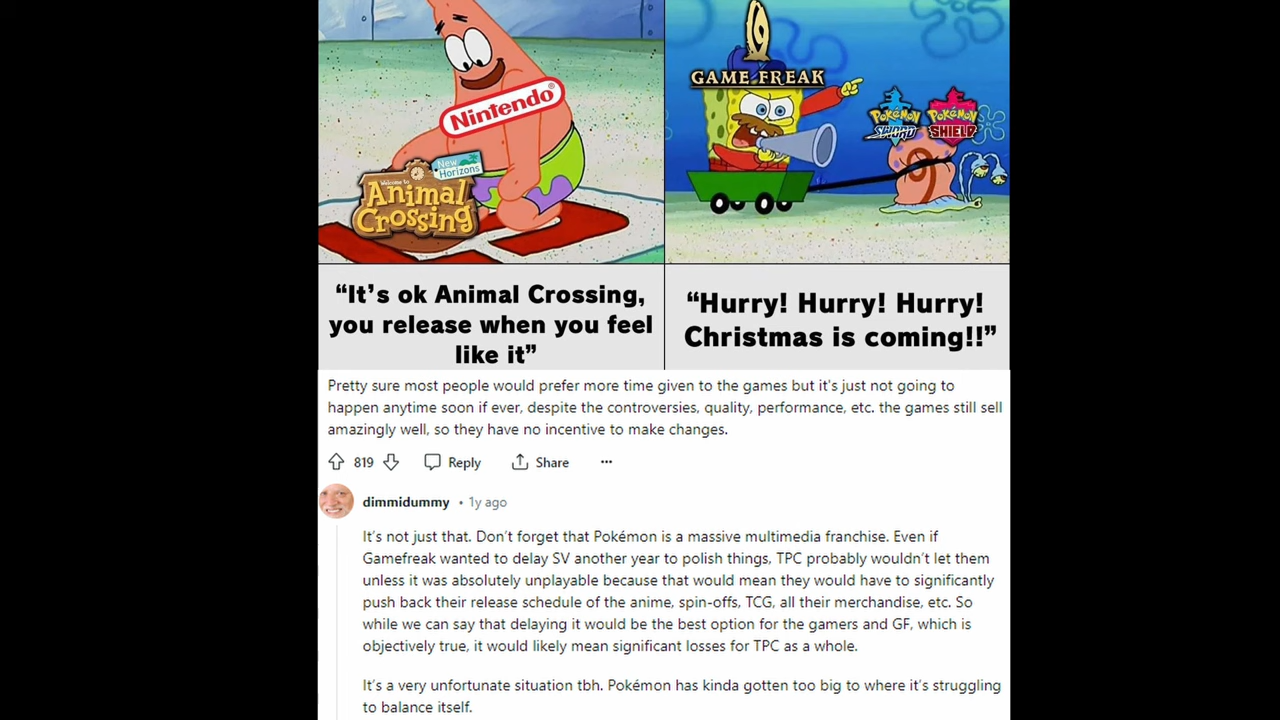 Nintendo
New
Horizons
Welcome to
Animal
Crossing
GAME FREAK
POKÉMON
SWORD
POKÉMON
SHIELD
“It’s ok Animal Crossing,
you release when you feel
like it”
“Hurry! Hurry! Hurry!
Christmas is coming!!”
Pretty sure most people would prefer more time given to the games but it's just not going to
happen anytime soon if ever, despite the controversies, quality, performance, etc. the games still sell
amazingly well, so they have no incentive to make changes.
819 Reply Share ···
dimmidummy • 1y ago
It’s not just that. Don’t forget that Pokémon is a massive multimedia franchise. Even if
Gamefreak wanted to delay SV another year to polish things, TPC probably wouldn’t let them
unless it was absolutely unplayable because that would mean they would have to significantly
push back their release schedule of the anime, spin-offs, TCG, all their merchandise, etc. So
while we can say that delaying it would be the best option for the gamers and GF, which is
objectively true, it would likely mean significant losses for TPC as a whole.
It’s a very unfortunate situation tbh. Pokémon has kinda gotten too big to where it’s struggling
to balance itself.